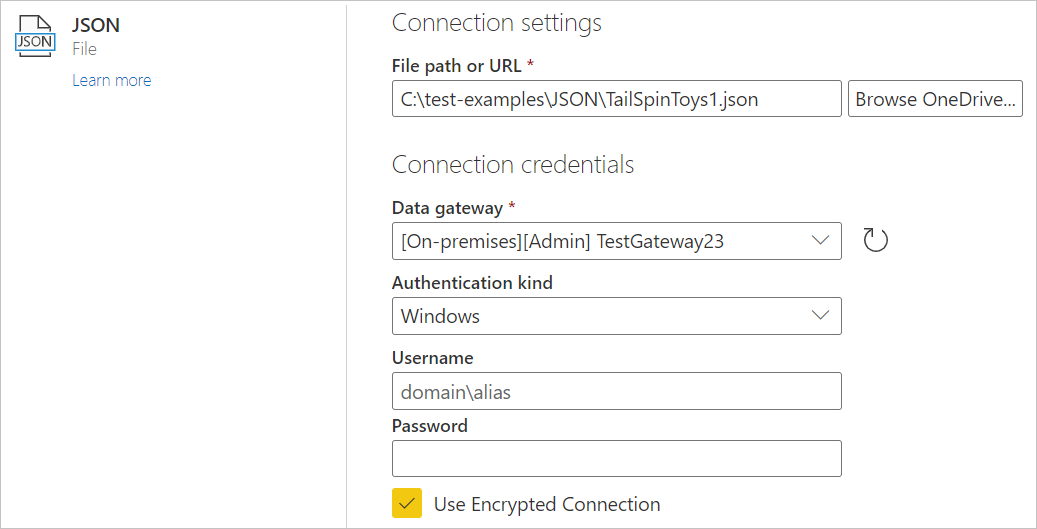 JSON
JSON
File
Learn more
Connection settings
File path or URL *
C:\test-examples\JSON\TailSpinToys1.json
Browse OneDrive...
Connection credentials
Data gateway *
[On-premises][Admin] TestGateway23
Authentication kind
Windows
Username
domain\alias
Password
Use Encrypted Connection